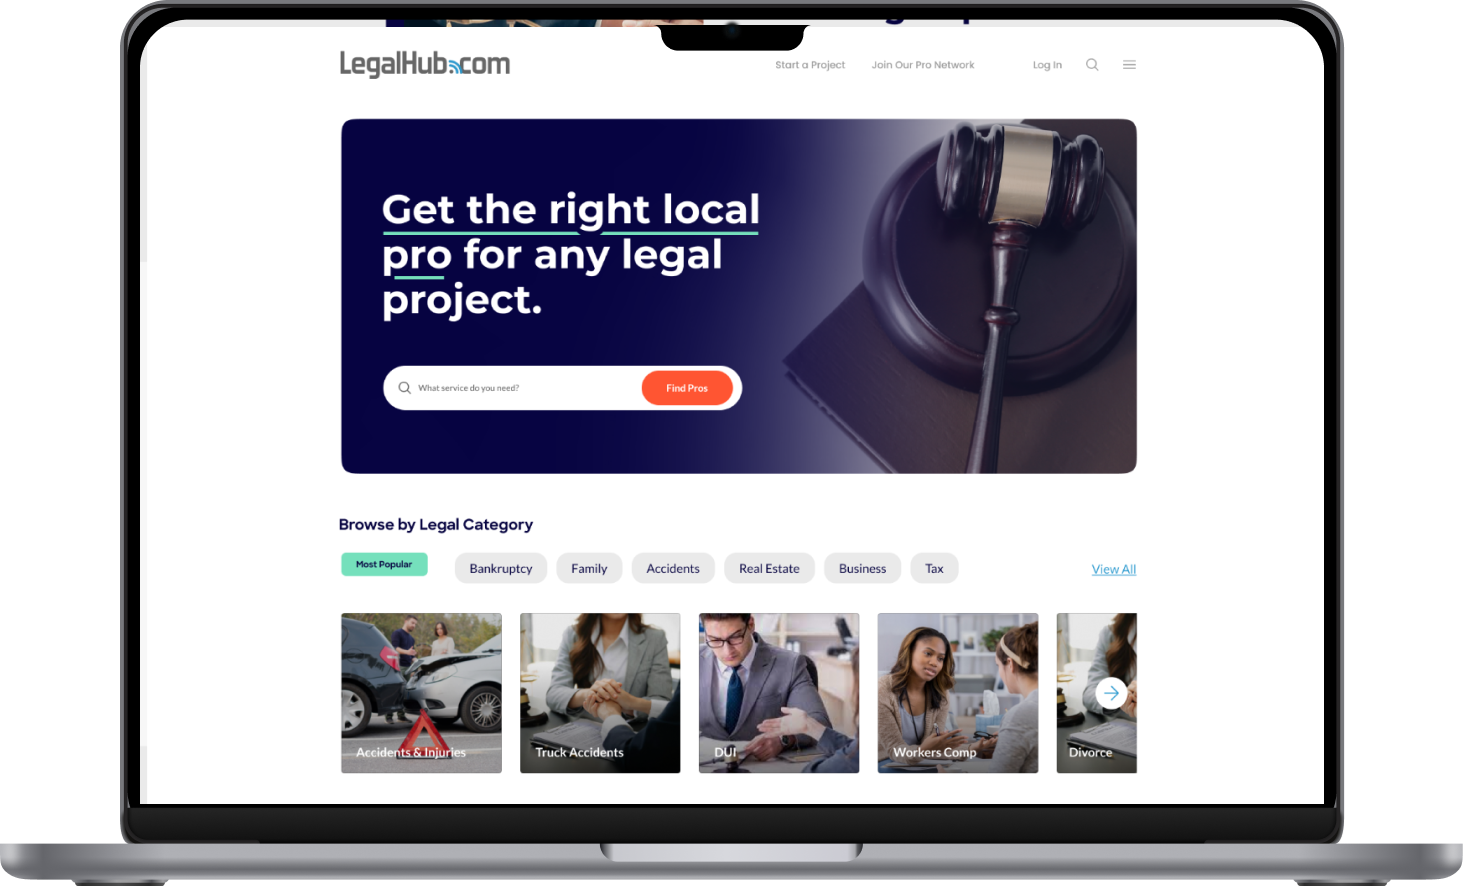 LegalHub.com
Start a Project
Join Our Pro Network
Log In
Get the right local
pro for any legal
project.
What service do you need?
Find Pros
Browse by Legal Category
Most Popular
Bankruptcy
Family
Accidents
Real Estate
Business
Tax
View All
Accidents & Injuries
Truck Accidents
DUI
Workers Comp
Divorce